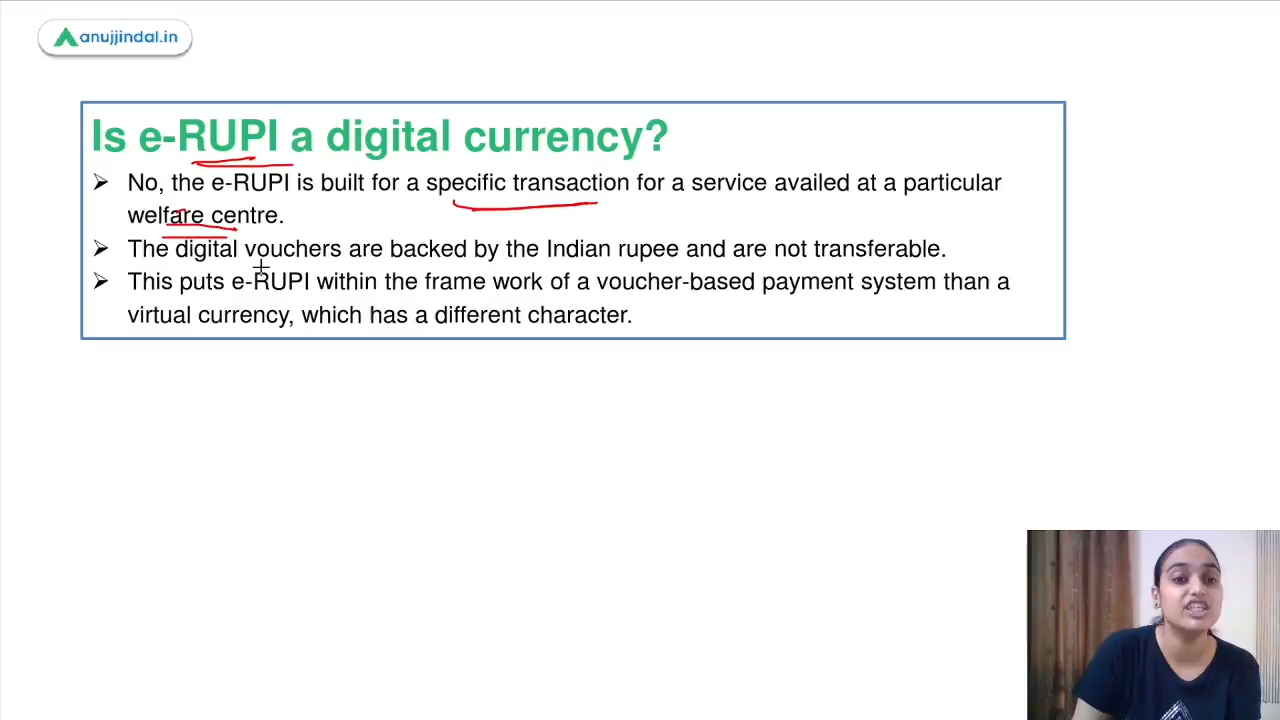 anujjindal.in
Is e-RUPI a digital currency?
➢ No, the e-RUPI is built for a specific transaction for a service availed at a particular
welfare centre.
➢ The digital vouchers are backed by the Indian rupee and are not transferable.
➢ This puts e-RUPI within the frame work of a voucher-based payment system than a
virtual currency, which has a different character.